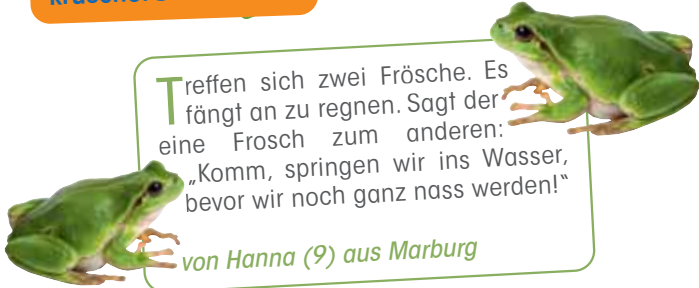 Treffen sich zwei Frösche. Es
fängt an zu regnen. Sagt der
eine Frosch zum anderen:
„Komm, springen wir ins Wasser,
bevor wir noch ganz nass werden!“
von Hanna (9) aus Marburg